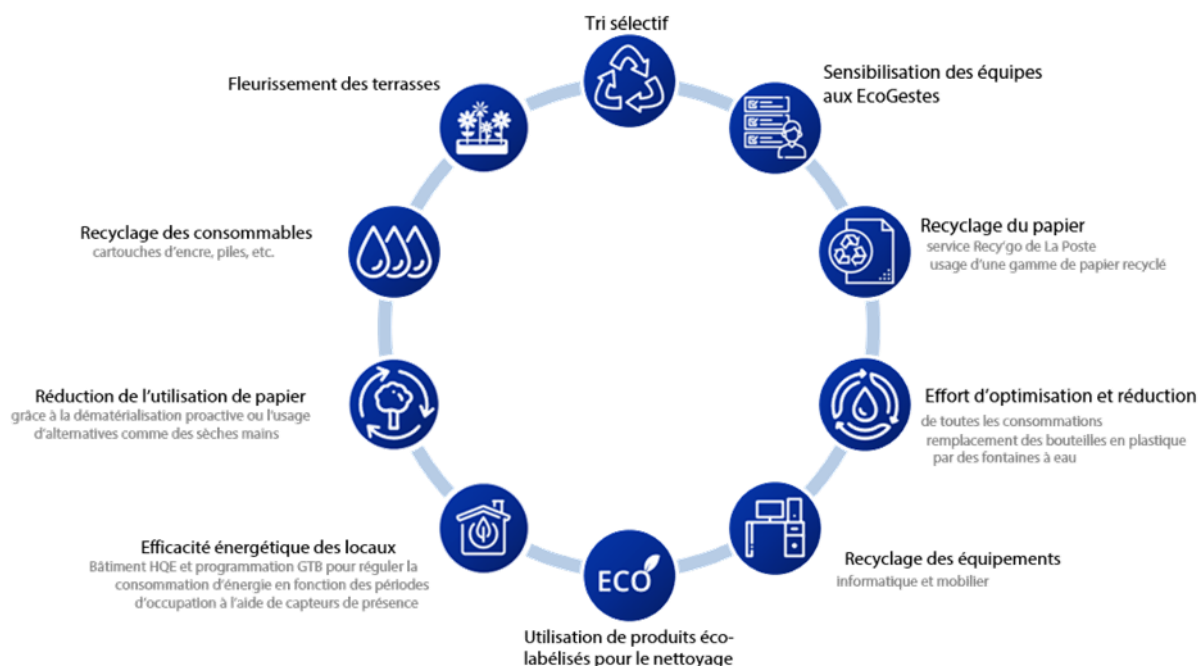 Tri sélectif
Sensibilisation des équipes
aux EcoGestes
Recyclage du papier
service Recy'go de La Poste
usage d'une gamme de papier recyclé
Effort d'optimisation et réduction
de toutes les consommations
remplacement des bouteilles en plastique
par des fontaines à eau
Recyclage des équipements
informatique et mobilier
ECO
Utilisation de produits éco-
labélisés pour le nettoyage
Efficacité énergétique des locaux
Bâtiment HQE et programmation GTB pour réguler la
consommation d'énergie en fonction des périodes
d'occupation à l'aide de capteurs de présence
Réduction de l'utilisation de papier
grâce à la dématérialisation proactive ou l'usage
d'alternatives comme des sèches mains
Recyclage des consommables
cartouches d'encre, piles, etc.
Fleurissement des terrasses